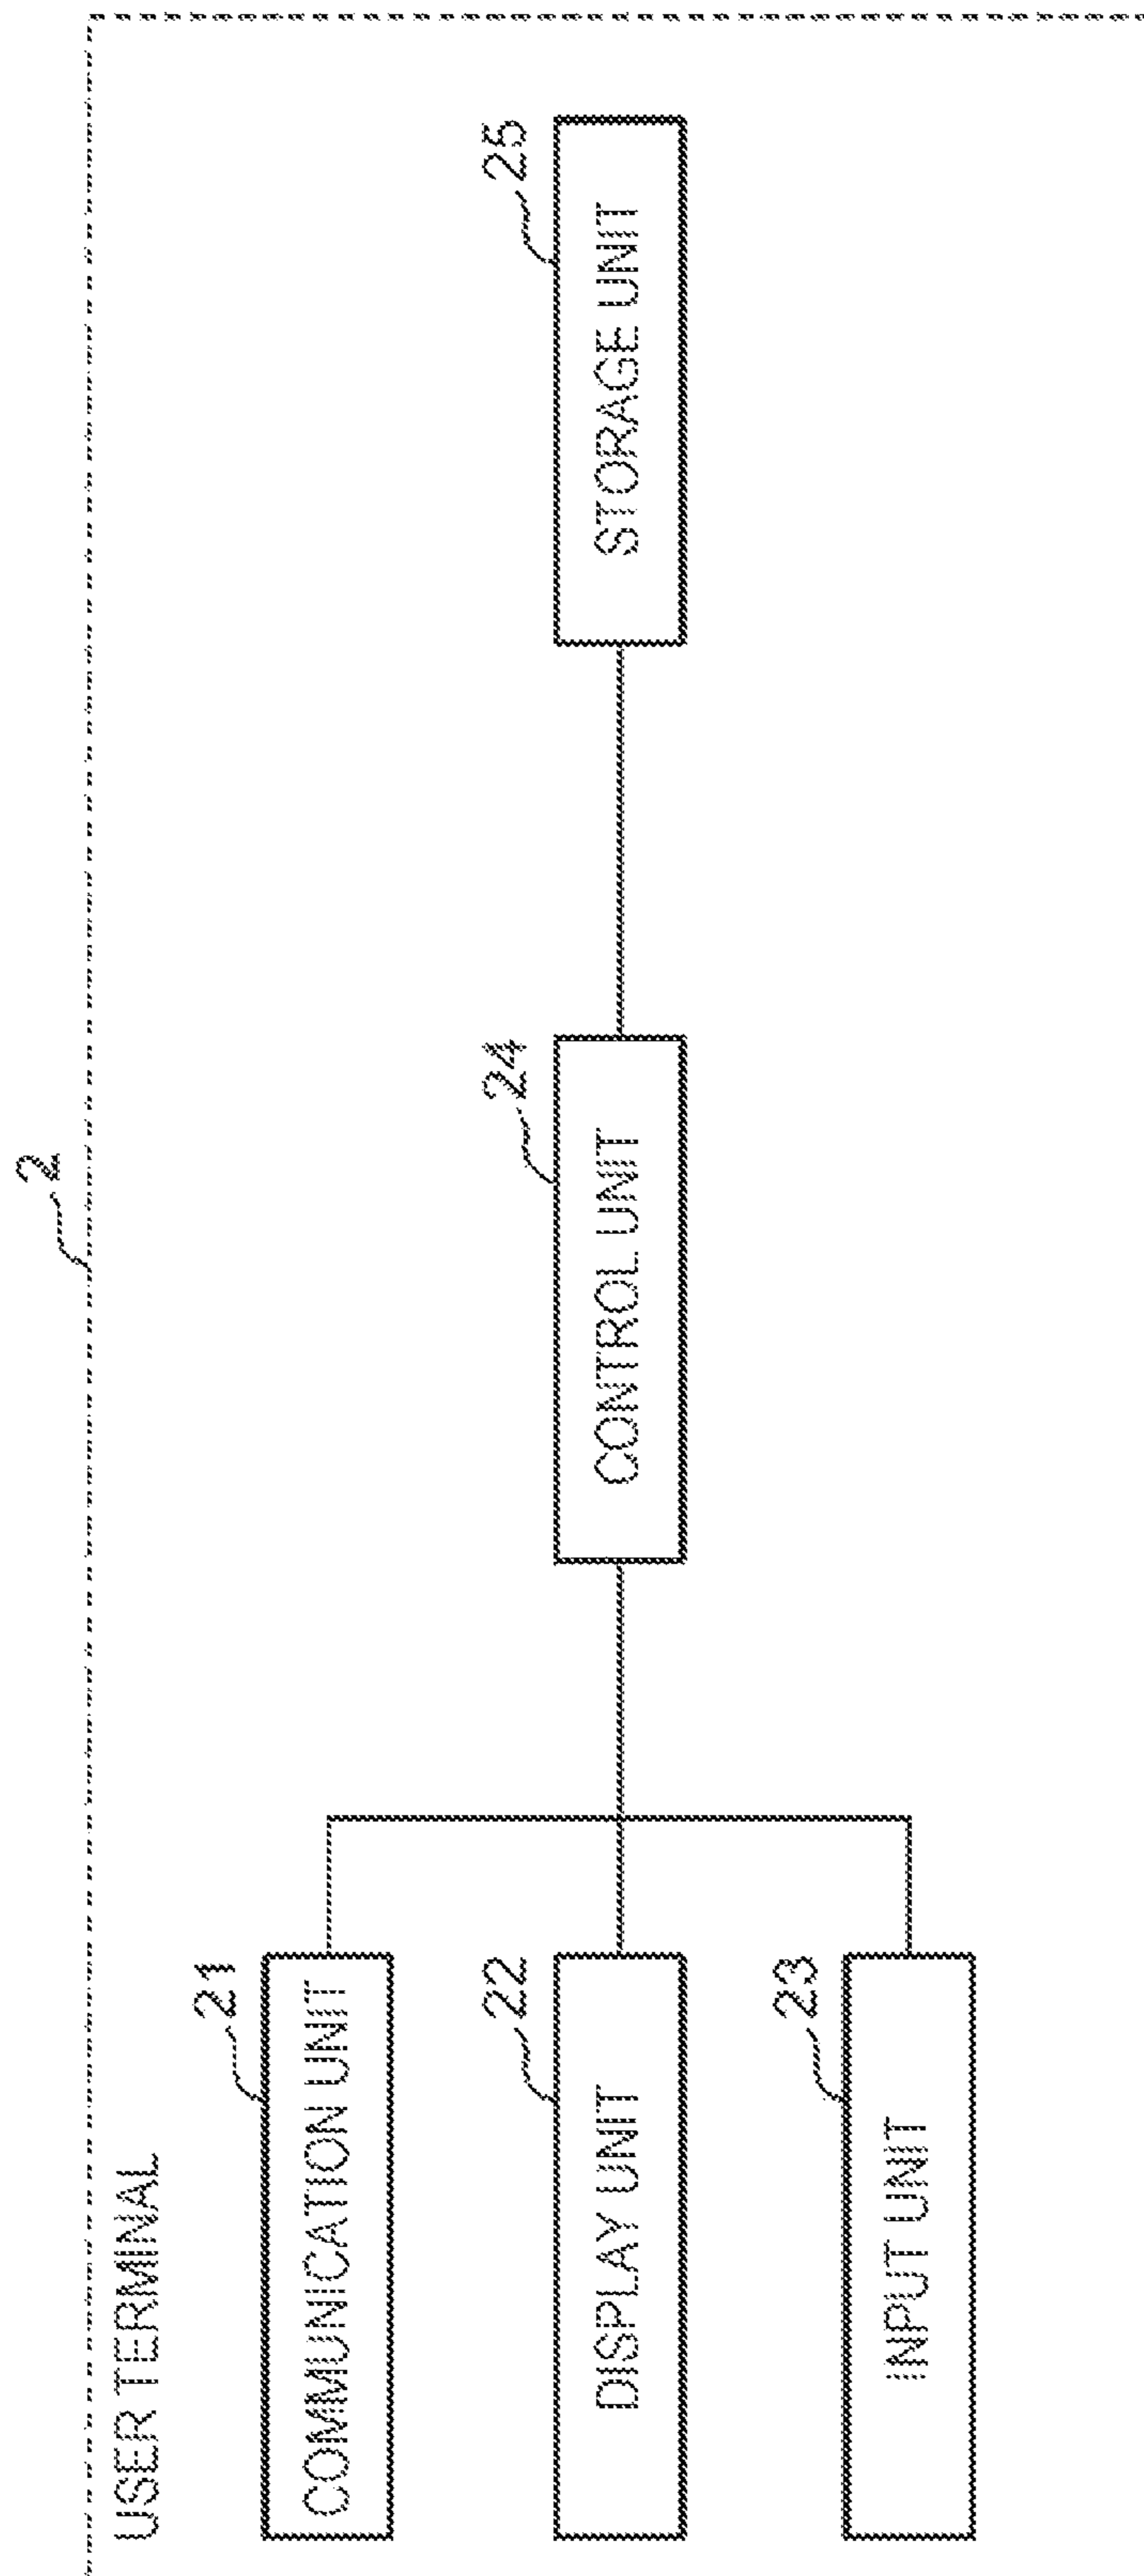 2
USER TERMINAL
21
COMMUNICATION UNIT
22
DISPLAY UNIT
23
INPUT UNIT
24
CONTROL UNIT
25
STORAGE UNIT